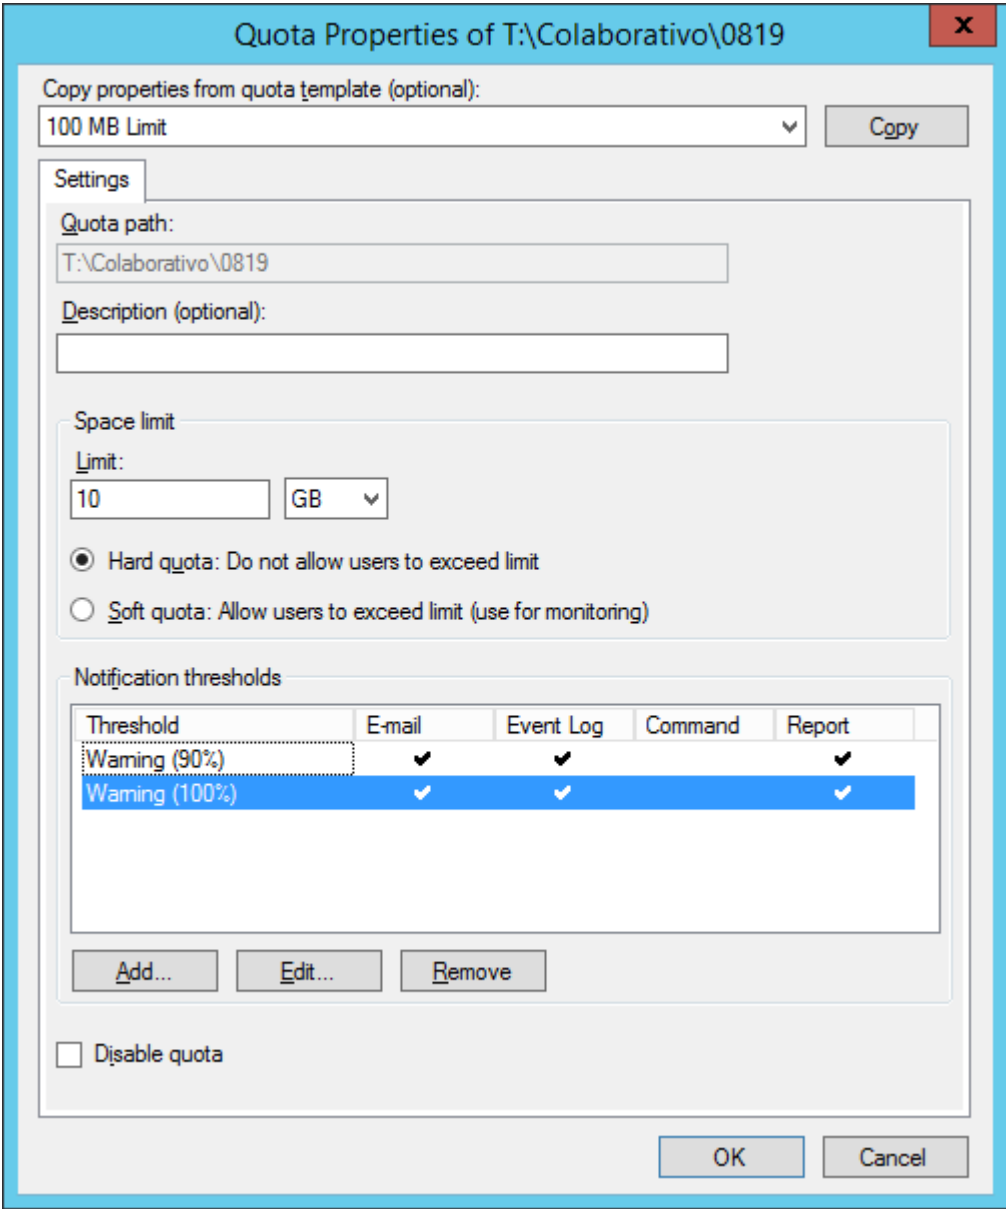 Quota Properties of T:\Colaborativo\0819
x
Copy properties from quota template (optional):
100 MB Limit
Copy
Settings
Quota path:
T:\Colaborativo\0819
Description (optional):
Space limit
Limit:
10 GB
Hard quota: Do not allow users to exceed limit
Soft quota: Allow users to exceed limit (use for monitoring)
Notification thresholds
Threshold E-mail Event Log Command Report
Warning (90%)
Warning (100%)
Add... Edit... Remove
Disable quota
OK Cancel